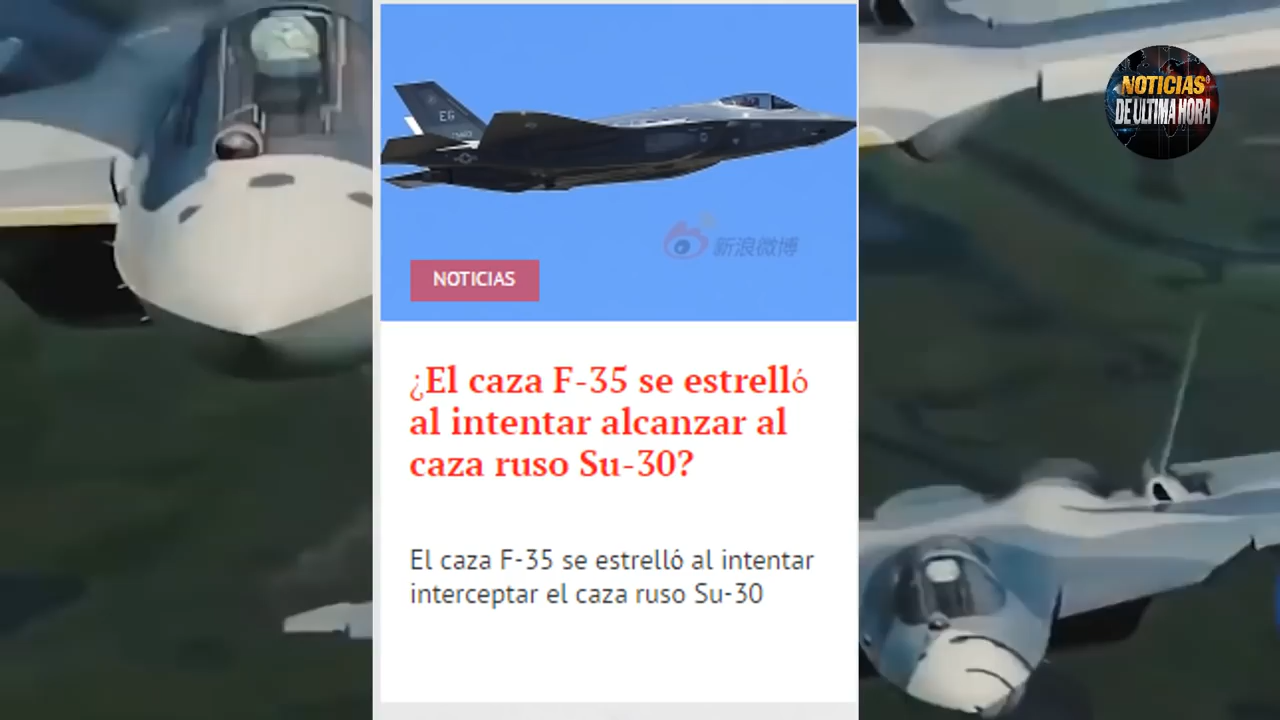 NOTICIAS
DE ÚLTIMA HORA
EG
新浪微博
NOTICIAS
¿El caza F-35 se estrelló
al intentar alcanzar al
caza ruso Su-30?
El caza F-35 se estrelló al intentar
interceptar el caza ruso Su-30